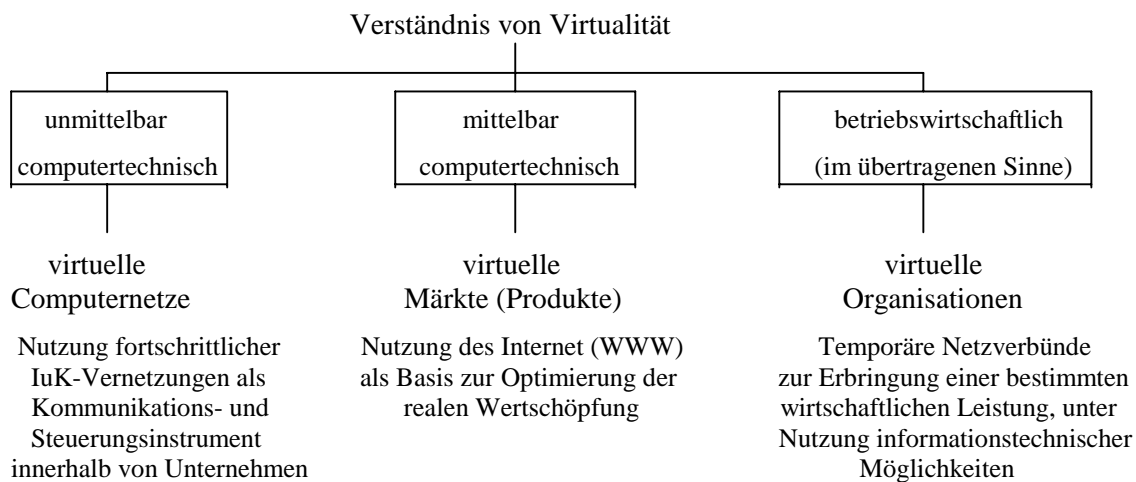 Verständnis von Virtualität
unmittelbar
computertechnisch
mittelbar
computertechnisch
betriebswirtschaftlich
(im übertragenen Sinne)
virtuelle
Computernetze
virtuelle
Märkte (Produkte)
virtuelle
Organisationen
Nutzung fortschrittlicher
IuK-Vernetzungen als
Kommunikations- und
Steuerungsinstrument
innerhalb von Unternehmen
Nutzung des Internet (WWW)
als Basis zur Optimierung der
realen Wertschöpfung
Temporäre Netzverbünde
zur Erbringung einer bestimmten
wirtschaftlichen Leistung, unter
Nutzung informationstechnischer
Möglichkeiten